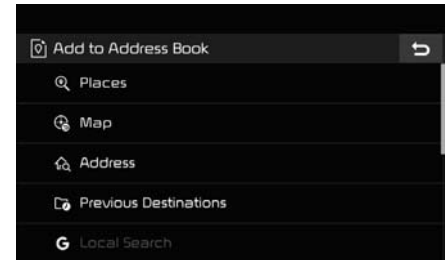 Add to Address Book
Places
Map
Address
Previous Destinations
G Local Search